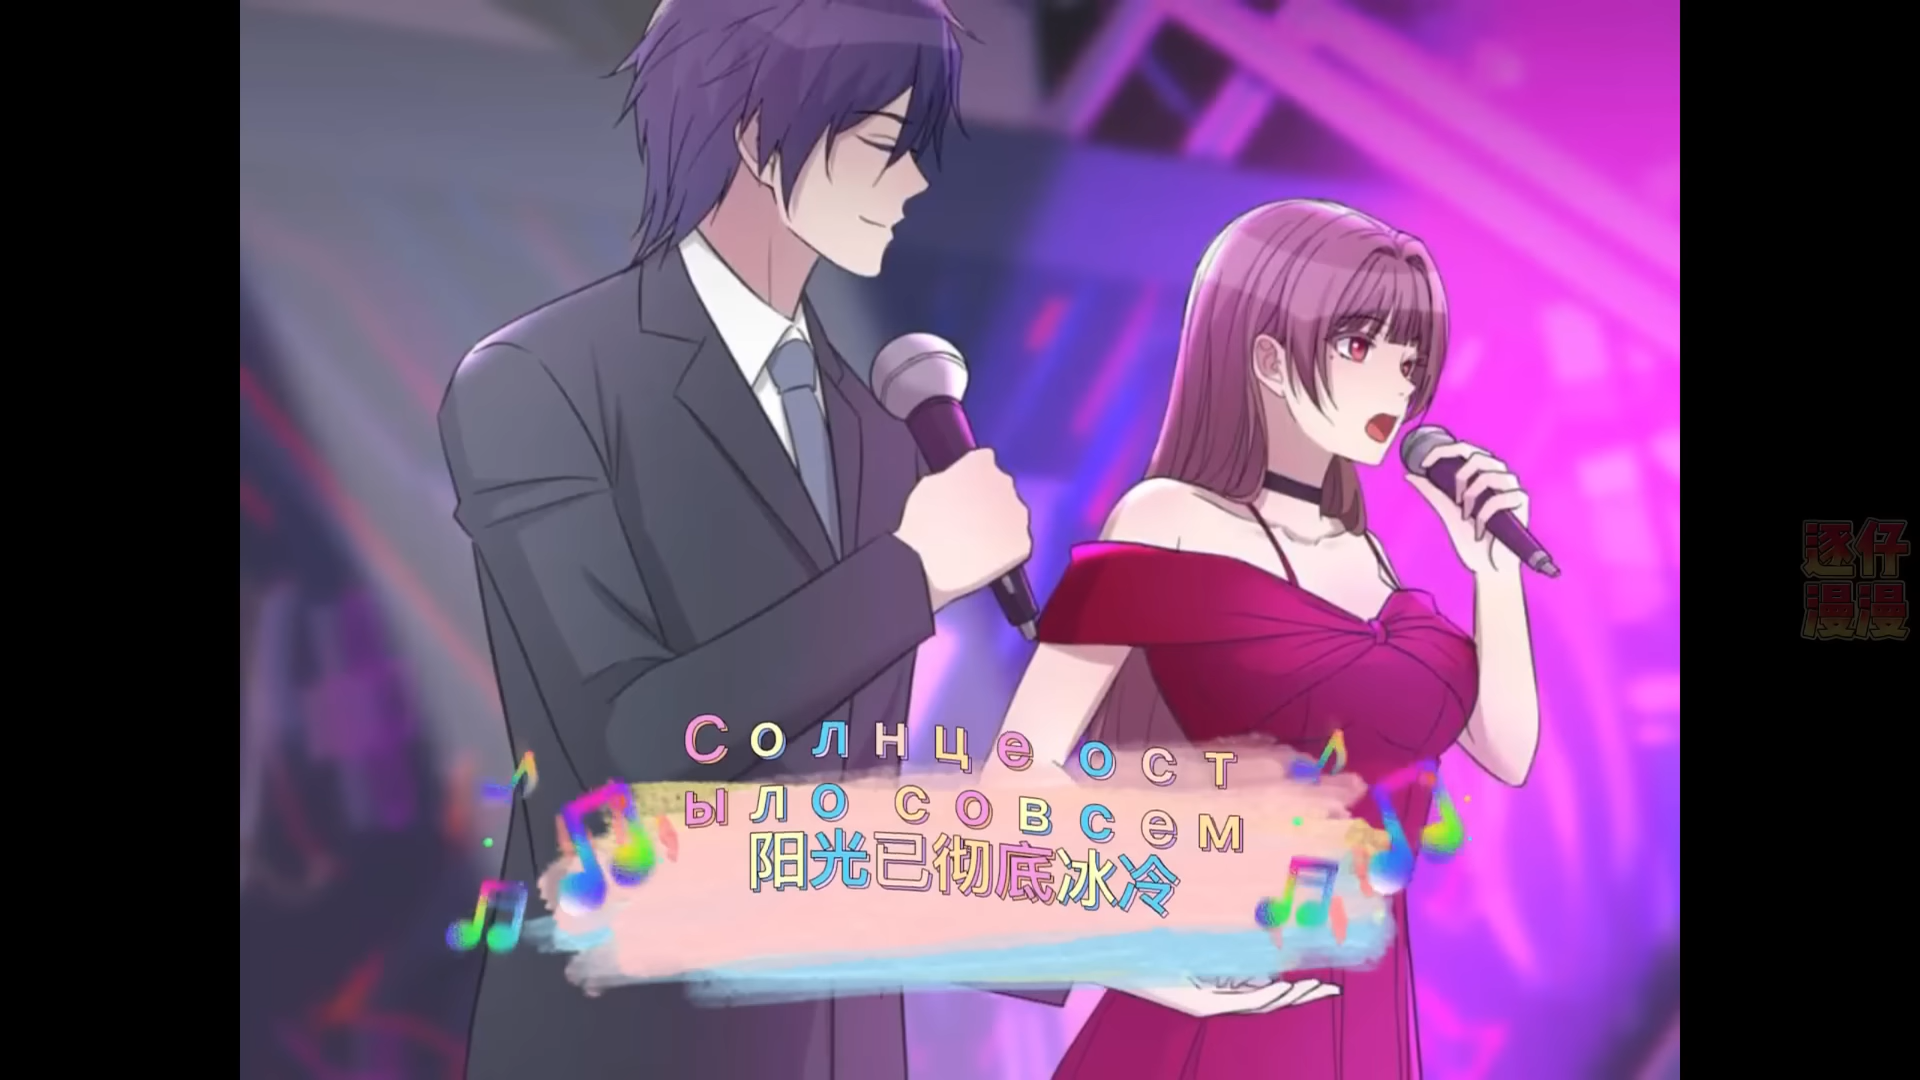 Солнце ост
ыло совсем
阳光已彻底冰冷
逐仔
漫漫